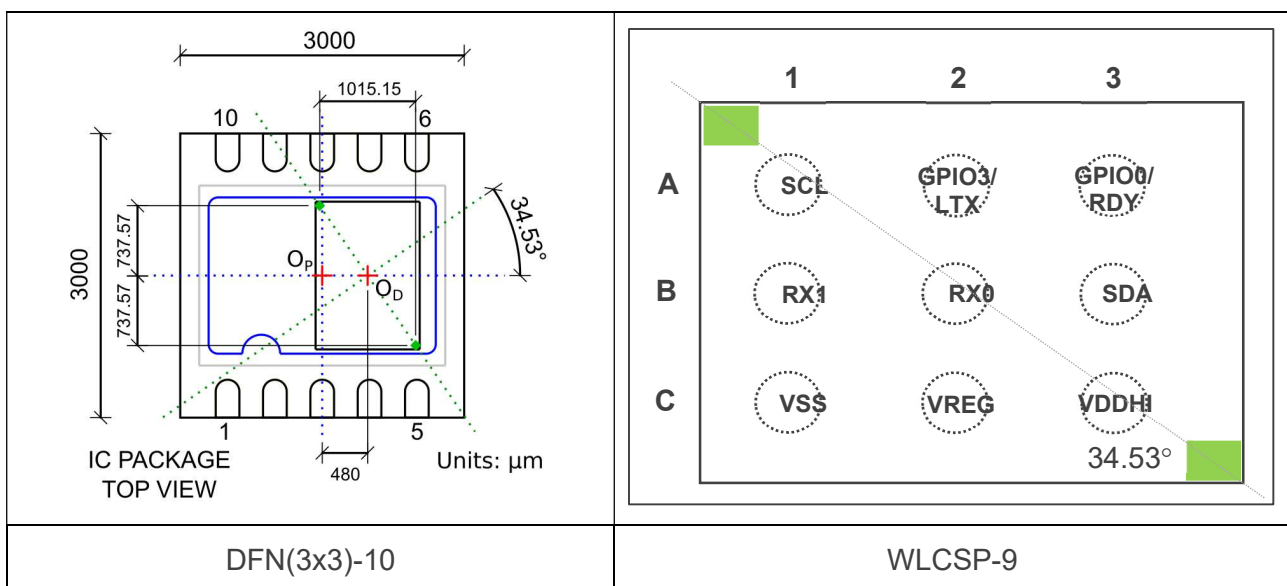 3000
1015.15
10
6
3000
737.57
737.57
34.53°
OP
OD
1
5
480
IC PACKAGE
TOP VIEW
Units: µm
1
2
3
A
SCL
GPIO3/
LTX
GPIO0/
RDY
B
RX1
RX0
SDA
C
VSS
VREG
VDDHI
34.53°
DFN(3x3)-10
WLCSP-9